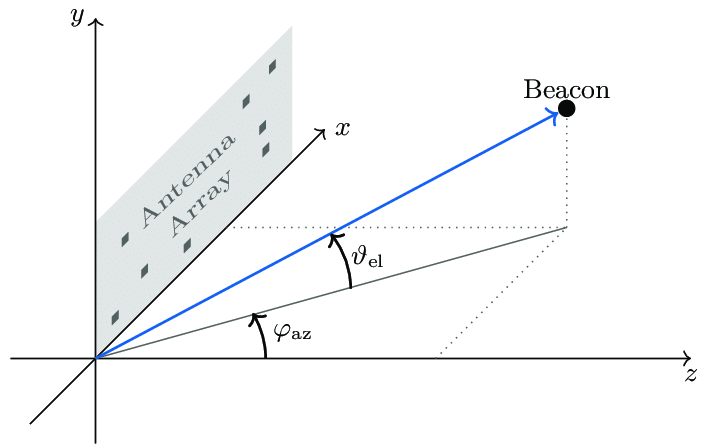 y
Beacon
x
Antenna
Array
ϑel
φaz
z